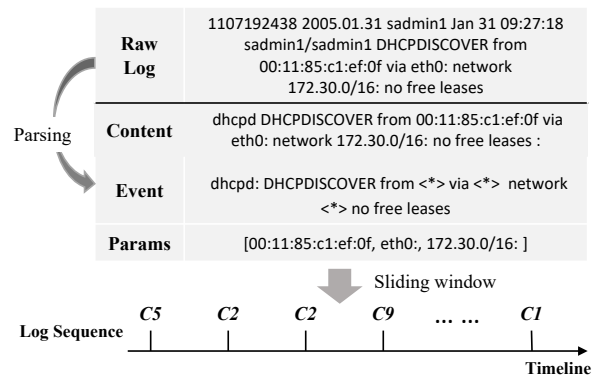 Raw Log
1107192438 2005.01.31 sadmin1 Jan 31 09:27:18
sadmin1/sadmin1 DHCPDISCOVER from
00:11:85:c1:ef:0f via eth0: network
172.30.0/16: no free leases
Parsing
Content
dhcpd DHCPDISCOVER from 00:11:85:c1:ef:0f via
eth0: network 172.30.0/16: no free leases :
Event
dhcpd: DHCPDISCOVER from <*> via <*> network
<*> no free leases
Params
[00:11:85:c1:ef:0f, eth0:, 172.30.0/16: ]
Sliding window
C5 C2 C2 C9 ... ... C1
Log Sequence
Timeline